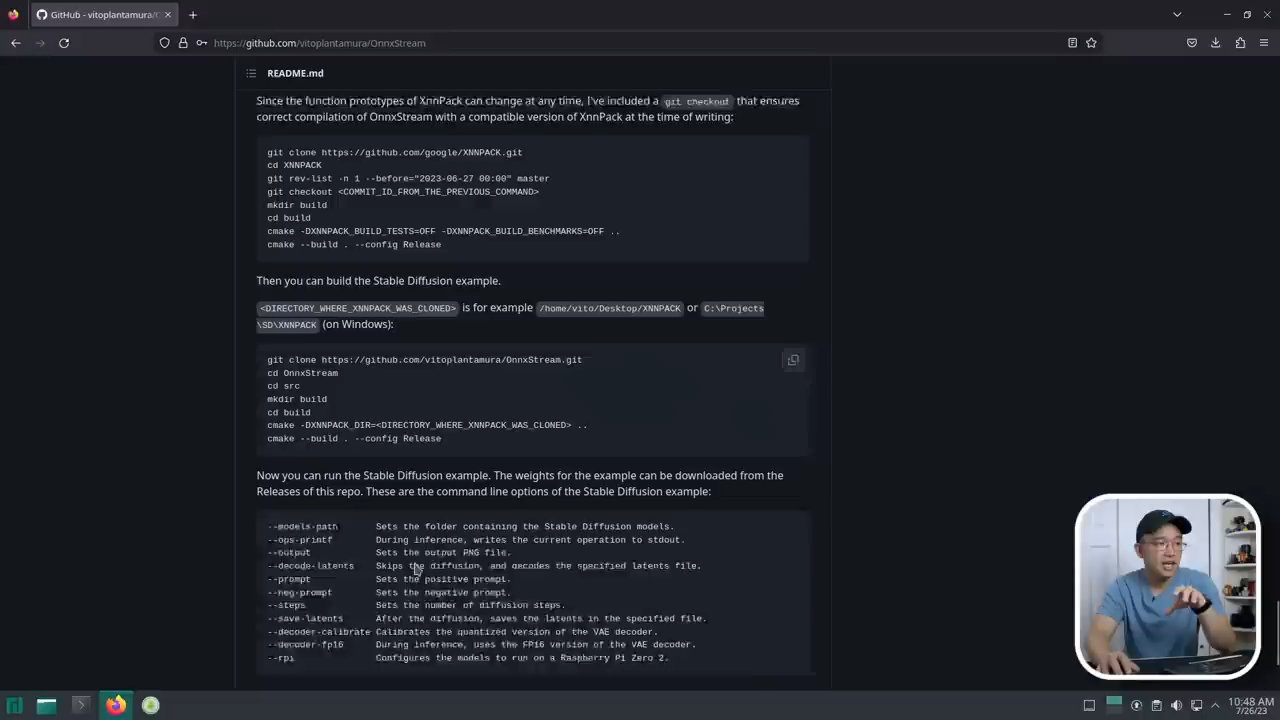 GitHub - vitoplantamura/O
https://github.com/vitoplantamura/OnnxStream
README.md
Since the function prototypes of XnnPack can change at any time, I've included a git checkout that ensures
correct compilation of OnnxStream with a compatible version of XnnPack at the time of writing:
git clone https://github.com/google/XNNPACK.git
cd XNNPACK
git rev-list -n 1 --before="2023-06-27 00:00" master
git checkout <COMMIT_ID_FROM_THE_PREVIOUS_COMMAND>
mkdir build
cd build
cmake -DXNNPACK_BUILD_TESTS=OFF -DXNNPACK_BUILD_BENCHMARKS=OFF ..
cmake --build . --config Release
Then you can build the Stable Diffusion example.
<DIRECTORY_WHERE_XNNPACK_WAS_CLONED> is for example /home/vito/Desktop/XNNPACK or C:\Projects
\SD\XNNPACK (on Windows):
git clone https://github.com/vitoplantamura/OnnxStream.git
cd OnnxStream
cd src
mkdir build
cd build
cmake -DXNNPACK_DIR=<DIRECTORY_WHERE_XNNPACK_WAS_CLONED> ..
cmake --build . --config Release
Now you can run the Stable Diffusion example. The weights for the example can be downloaded from the
Releases of this repo. These are the command line options of the Stable Diffusion example:
--models-path Sets the folder containing the Stable Diffusion models.
--ops-printf During inference, writes the current operation to stdout.
--output Sets the output PNG file.
--decode-latents Skips the diffusion, and decodes the specified latents file.
--prompt Sets the positive prompt.
--neg-prompt Sets the negative prompt.
--steps Sets the number of diffusion steps.
--save-latents After the diffusion, saves the latents in the specified file.
--decoder-calibrate Calibrates the quantized version of the VAE decoder.
--decoder-fp16 During inference, uses the FP16 version of the VAE decoder.
--rpi Configures the models to run on a Raspberry Pi Zero 2.
10:48 AM
7/26/23